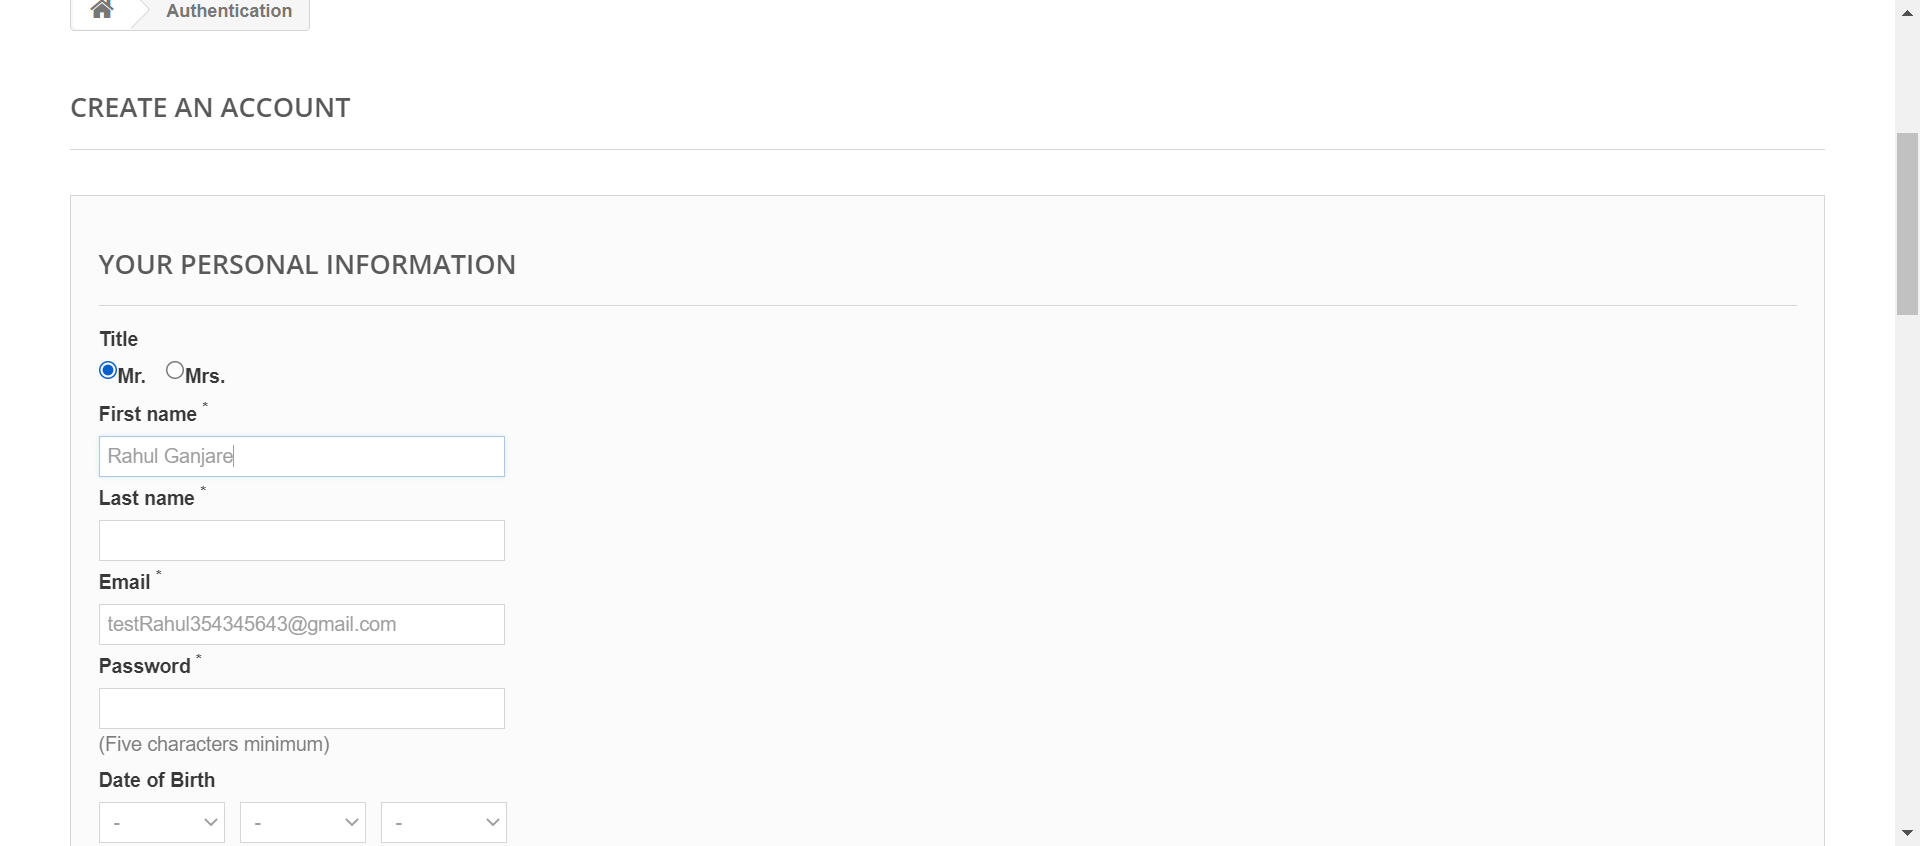 Authentication
CREATE AN ACCOUNT
YOUR PERSONAL INFORMATION
Title
Mr. Mrs.
First name *
Rahul Ganjare
Last name *
Email *
testRahul354345643@gmail.com
Password *
(Five characters minimum)
Date of Birth
- - -